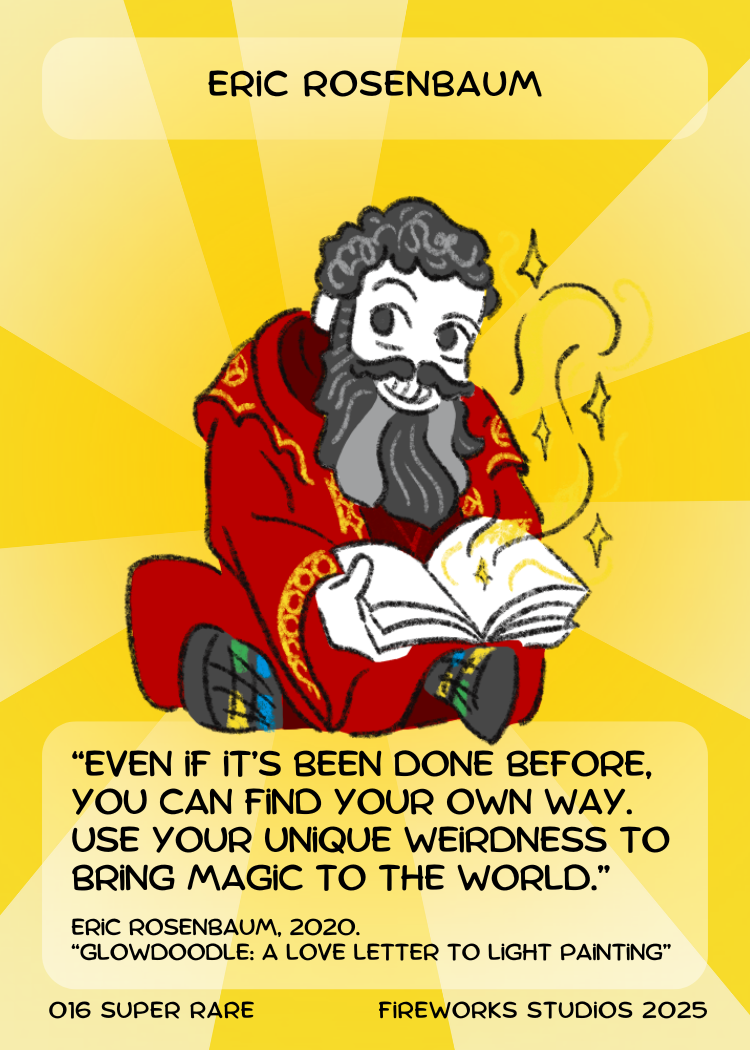 ERIC ROSENBAUM
“EVEN IF IT’S BEEN DONE BEFORE,
YOU CAN FIND YOUR OWN WAY.
USE YOUR UNIQUE WEIRDNESS TO
BRING MAGIC TO THE WORLD.”
ERIC ROSENBAUM, 2020.
“GLOWDOODLE: A LOVE LETTER TO LIGHT PAINTING”
016 SUPER RARE
FIREWORKS STUDIOS 2025